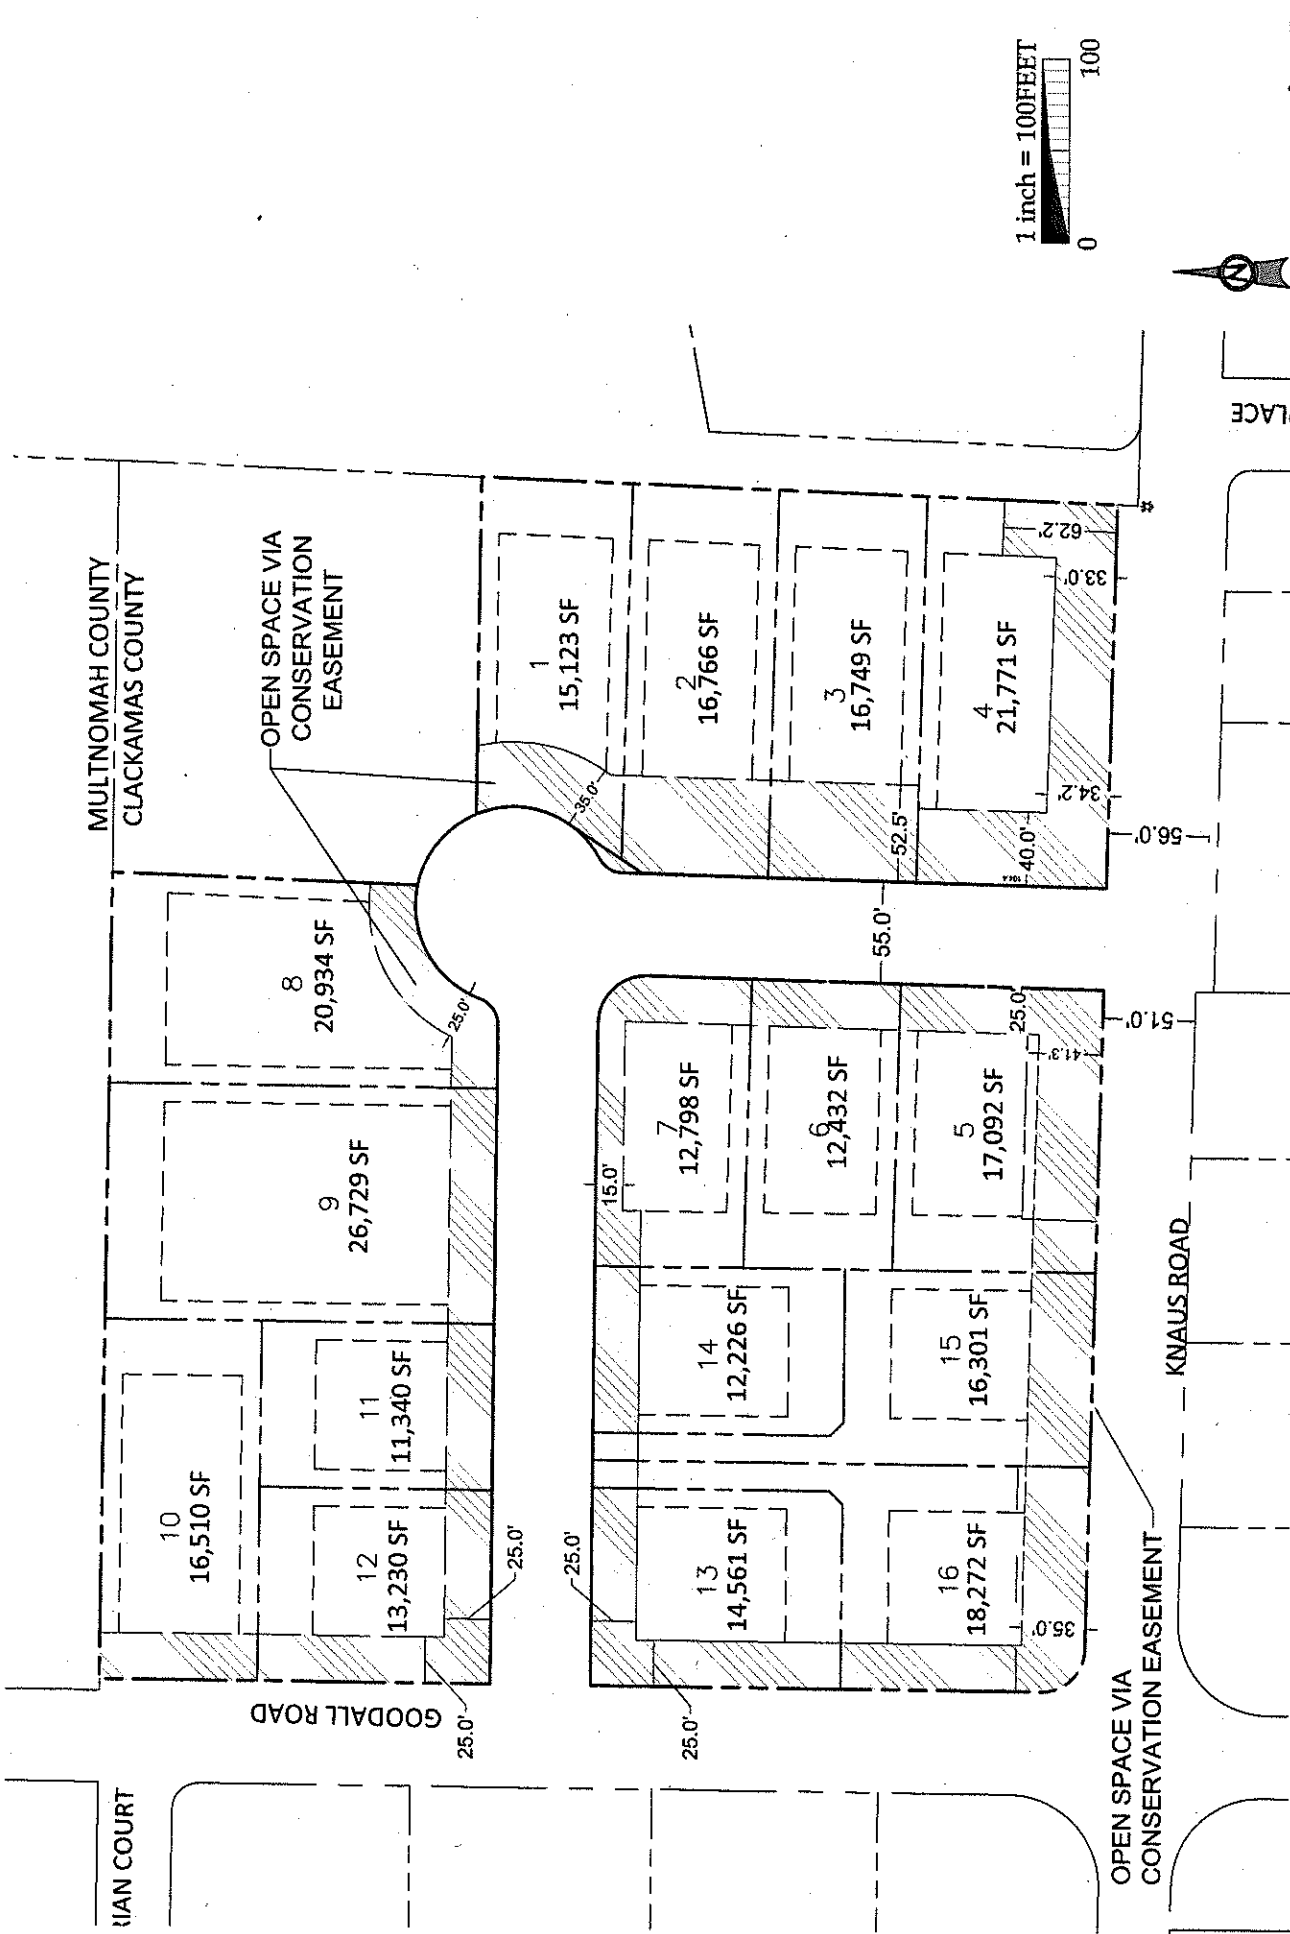 MULTNOMAH COUNTY
CLACKAMAS COUNTY
OPEN SPACE VIA
CONSERVATION
EASEMENT
1 inch = 100FEET
0
100
N
1
15,123 SF
2
16,766 SF
3
16,749 SF
4
21,771 SF
62.2'
33.0'
34.2'
56.0'
35.0'
52.5'
40.0'
55.0'
8
20,934 SF
25.0'
9
26,729 SF
10
16,510 SF
11
11,340 SF
12
13,230 SF
25.0'
25.0'
GOODALL ROAD
7
12,798 SF
15.0'
6
12,432 SF
5
17,092 SF
25.0'
41.3'
51.0'
14
12,226 SF
15
16,301 SF
13
14,561 SF
25.0'
25.0'
16
18,272 SF
35.0'
KNAUS ROAD
OPEN SPACE VIA
CONSERVATION EASEMENT
COURT